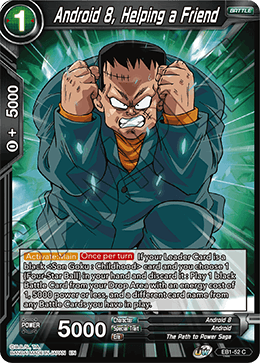 Android 8, Helping a Friend
BATTLE
1
+ 5000
Activate Main Once per turn If your Leader Card is a
black <Son Goku : Childhood> card and you choose 1
{Four-Star Ball} in your hand and discard it: Play 1 black
Battle Card from your Drop Area with an energy cost of
1, 5000 power or less, and a different card name from
any Battle Cards you have in play.
POWER
5000
Character Android 8
Special Trait Android
Era The Path to Power Saga
EB1-52 C